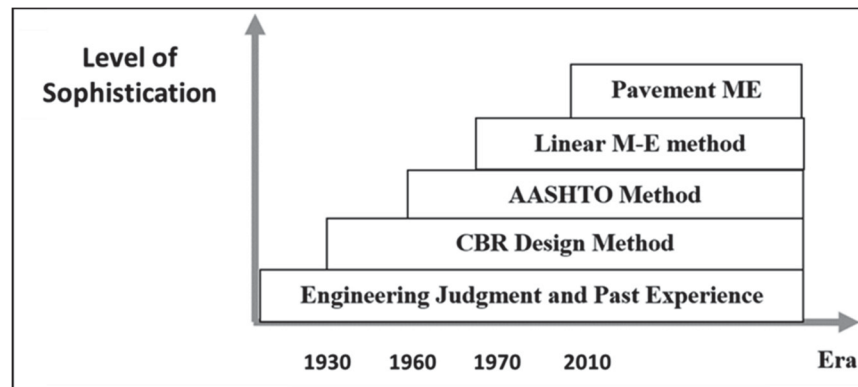 Level of
Sophistication
Pavement ME
Linear M-E method
AASHTO Method
CBR Design Method
Engineering Judgment and Past Experience
1930 1960 1970 2010 Era